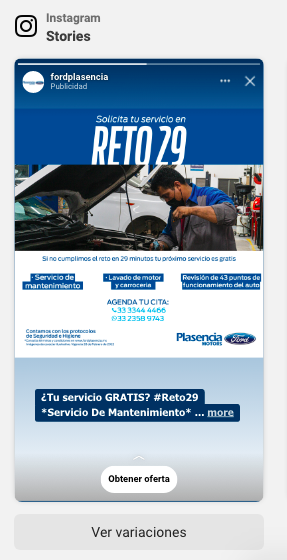 Instagram
Stories
fordplasencia
Publicidad
Solicita tu servicio en
RETO 29
Si no cumplimos el reto en 29 minutos tu próximo servicio es gratis
· Servicio de
mantenimiento
· Lavado de motor
y carrocería
Revisión de 43 puntos de
funcionamiento del auto
AGENDA TU CITA:
33 3344 4466
33 2358 9743
Contamos con los protocolos
de Seguridad e Higiene
Plasencia
MOTORS
Ford
¿Tu servicio GRATIS? #Reto29
*Servicio De Mantenimiento* ... more
Obtener oferta
Ver variaciones